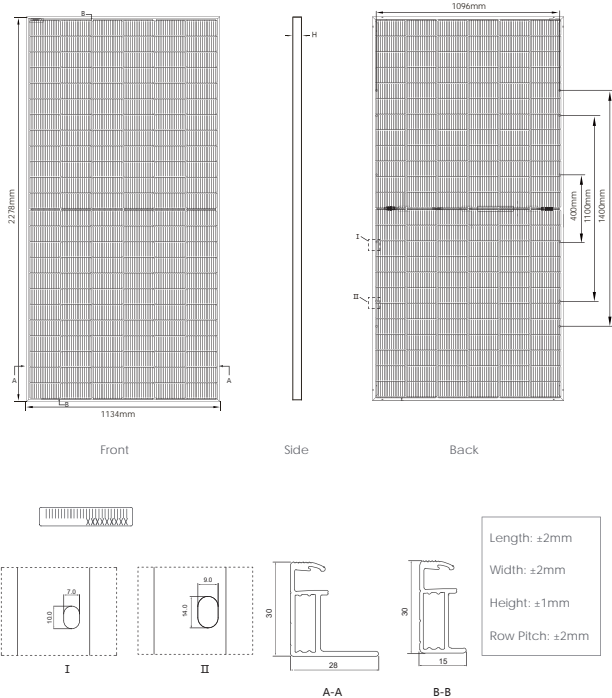 B
2278mm
A
A
B
1134mm
H
1096mm
400mm
1100mm
1400mm
I
II
Front
Side
Back
7.0
10.0
I
9.0
14.0
II
30
28
A-A
30
15
B-B
Length: ±2mm
Width: ±2mm
Height: ±1mm
Row Pitch: ±2mm